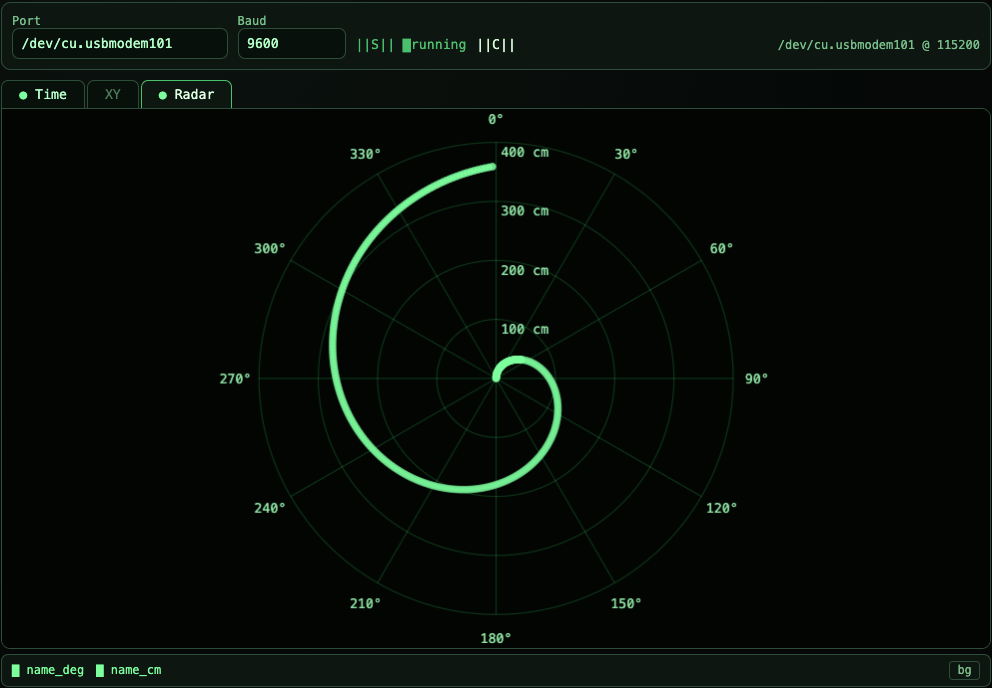 Port Baud
/dev/cu.usbmodem101 9600 ||S|| █running ||C|| /dev/cu.usbmodem101 @ 115200
● Time XY ● Radar
0°
330° 400 cm 30°
300 cm
300° 60°
200 cm
100 cm
270° 90°
240° 120°
210° 150°
180°
name_deg name_cm bg